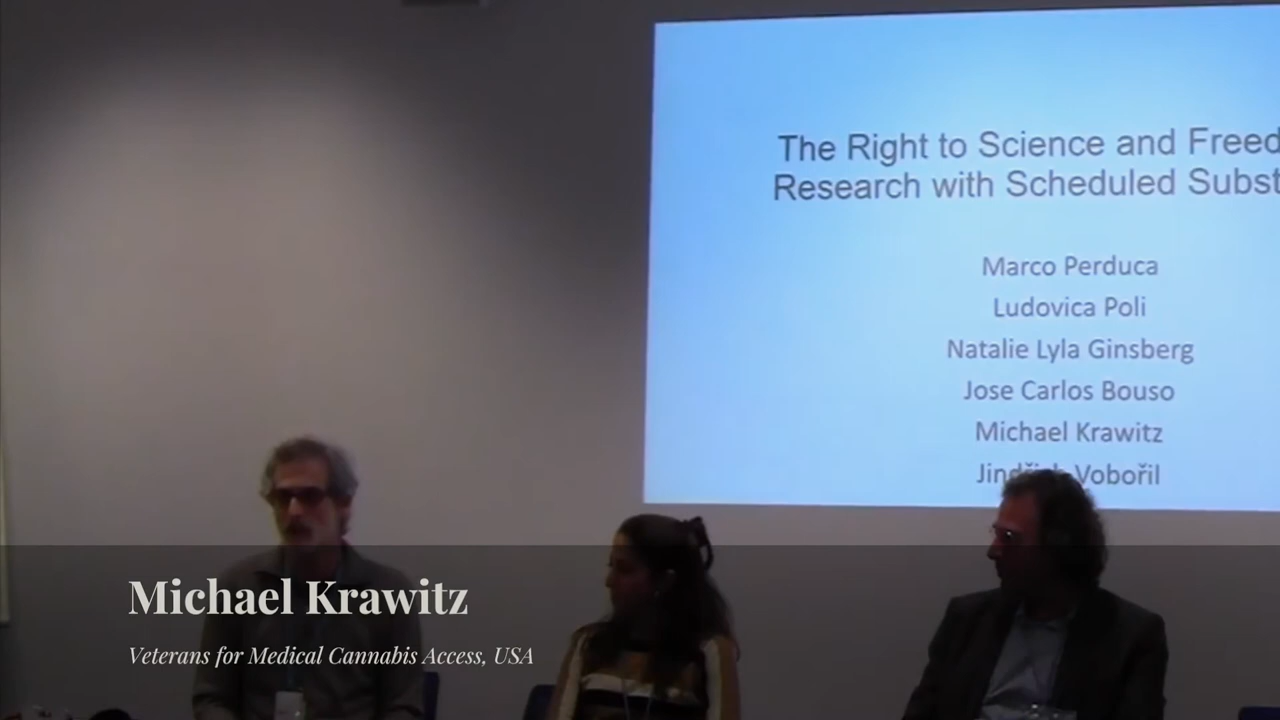 The Right to Science and Freed
Research with Scheduled Subst
Marco Perduca
Ludovica Poli
Natalie Lyla Ginsberg
Jose Carlos Bouso
Michael Krawitz
Jindřich Vobořil
Michael Krawitz
Veterans for Medical Cannabis Access, USA